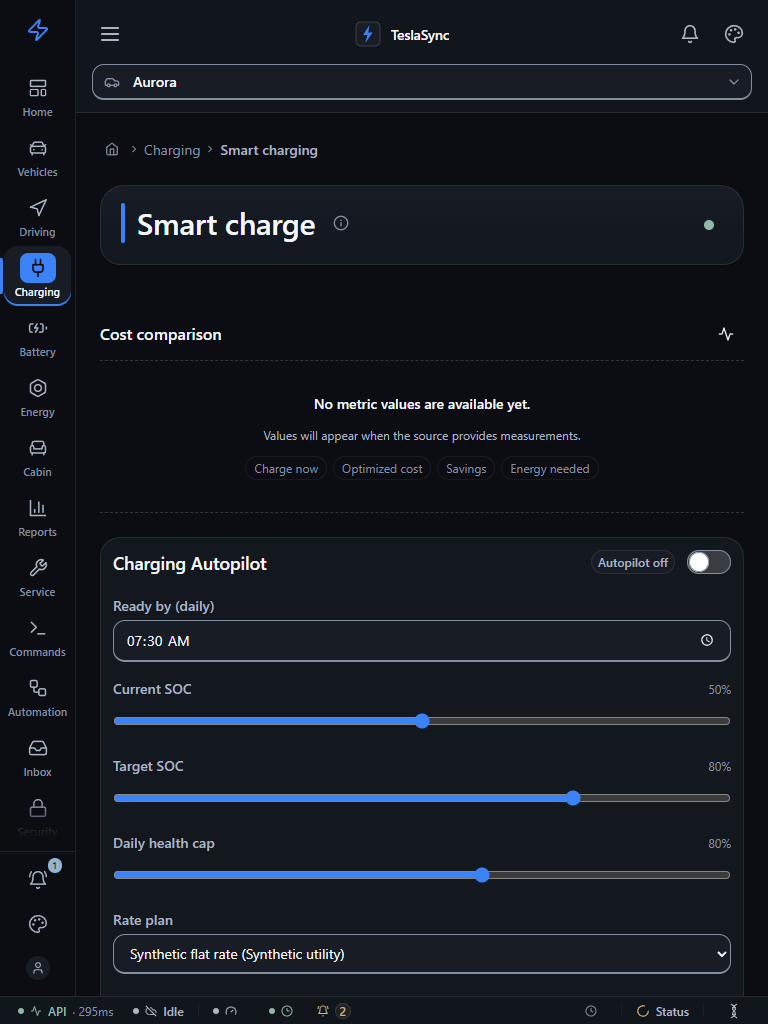 TeslaSync
Aurora
Home
Vehicles
Driving
Charging
Battery
Energy
Cabin
Reports
Service
Commands
Automation
Inbox
Security
1
Charging > Smart charging
Smart charge
Cost comparison
No metric values are available yet.
Values will appear when the source provides measurements.
Charge now Optimized cost Savings Energy needed
Charging Autopilot Autopilot off
Ready by (daily)
07:30 AM
Current SOC 50%
Target SOC 80%
Daily health cap 80%
Rate plan
Synthetic flat rate (Synthetic utility)
API · 295ms Idle 2 Status